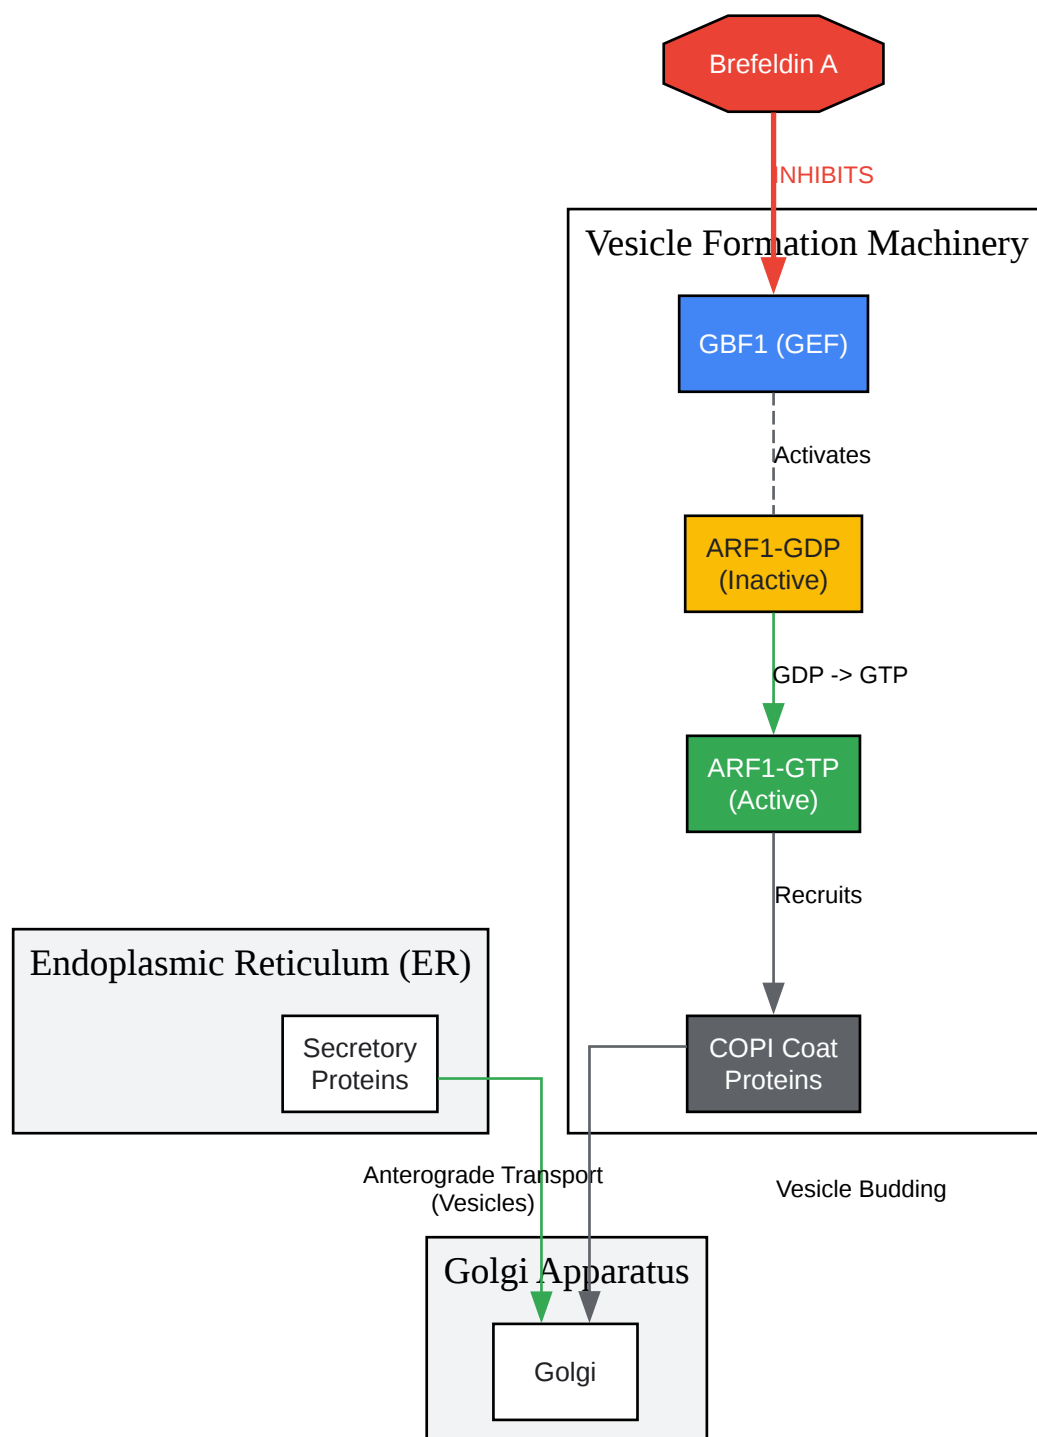 Brefeldin A
INHIBITS
Vesicle Formation Machinery
GBF1 (GEF)
Activates
ARF1-GDP
(Inactive)
GDP -> GTP
ARF1-GTP
(Active)
Recruits
Endoplasmic Reticulum (ER)
Secretory
Proteins
COPI Coat
Proteins
Anterograde Transport
(Vesicles)
Vesicle Budding
Golgi Apparatus
Golgi